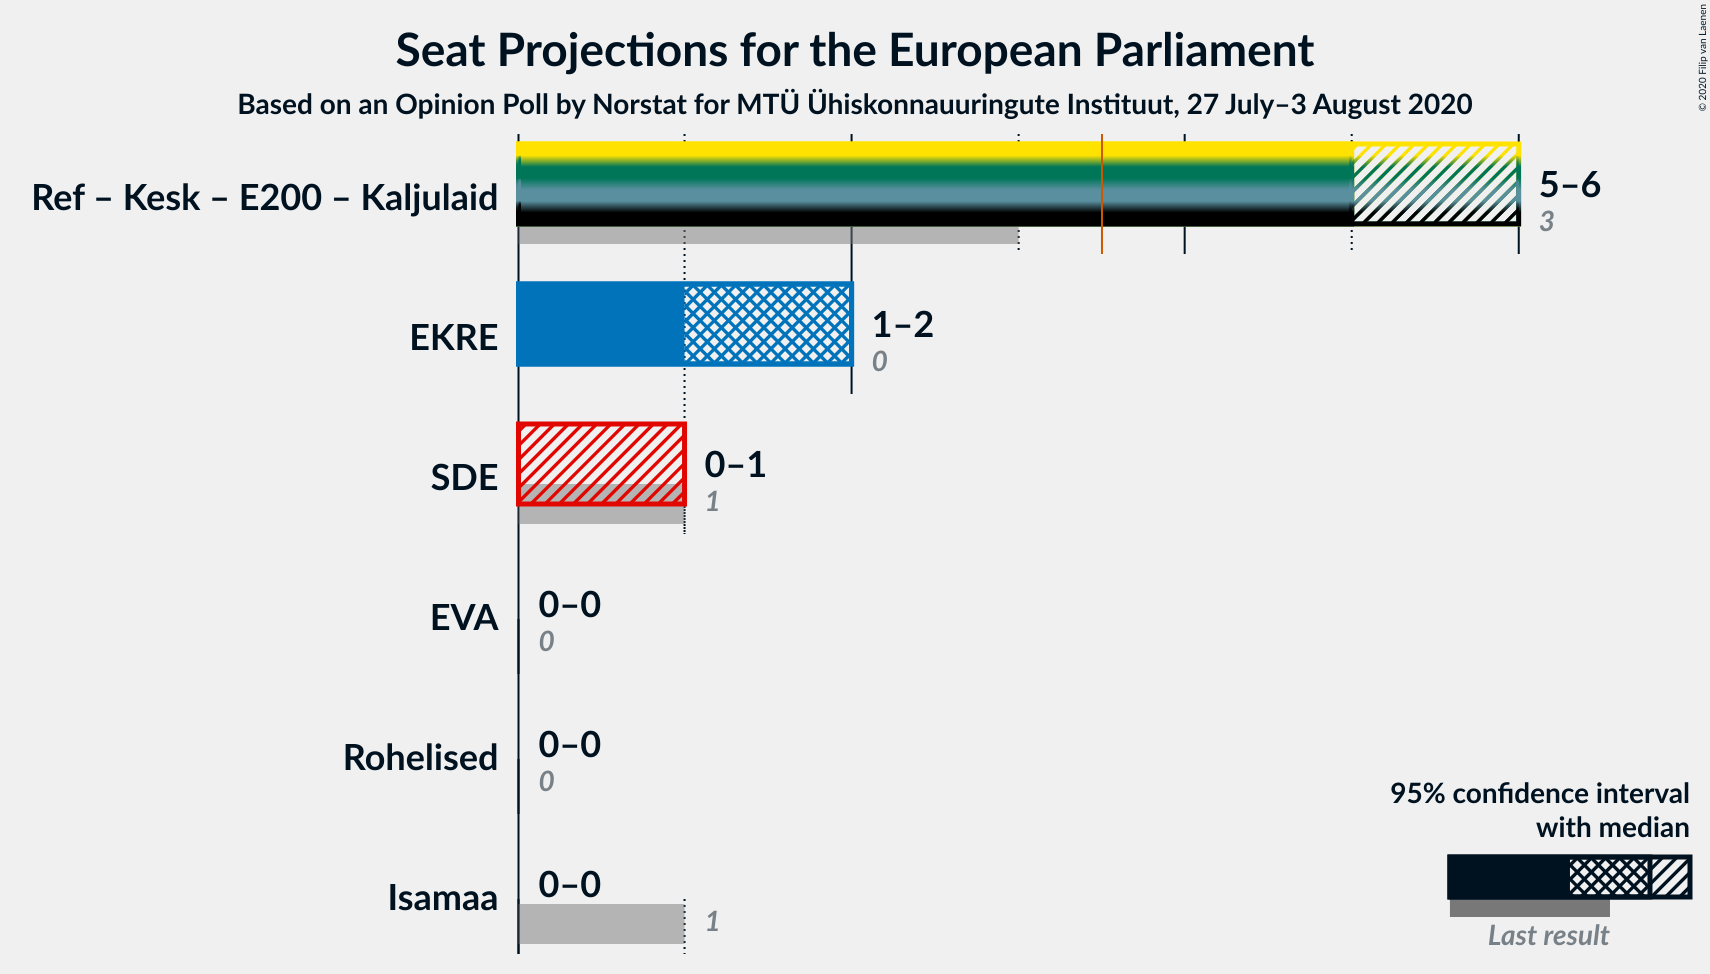 Seat Projections for the European Parliament
Based on an Opinion Poll by Norstat for MTÜ Ühiskonnauuringute Instituut, 27 July–3 August 2020
© 2020 Filip van Laenen
Ref – Kesk – E200 – Kaljulaid
5–6
3
EKRE
1–2
0
SDE
0–1
1
EVA
0–0
0
Rohelised
0–0
0
Isamaa
0–0
1
95% confidence interval
with median
Last result